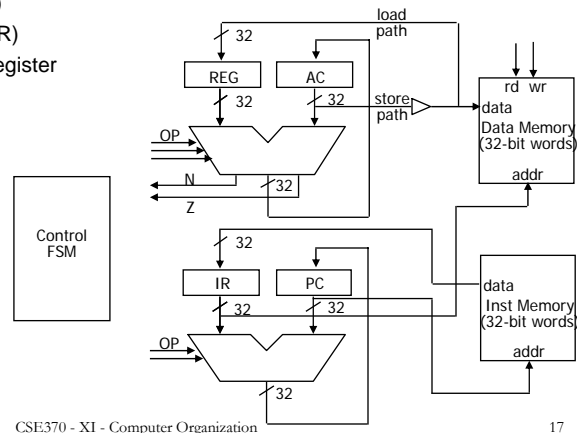 )
R)
egister
load
path
32
REG
AC
32
32
store
path
rd wr
data
Data Memory
(32-bit words)
addr
OP
N
32
Z
Control
FSM
32
IR
PC
data
32
32
Inst Memory
(32-bit words)
OP
addr
32
CSE370 - XI - Computer Organization
17